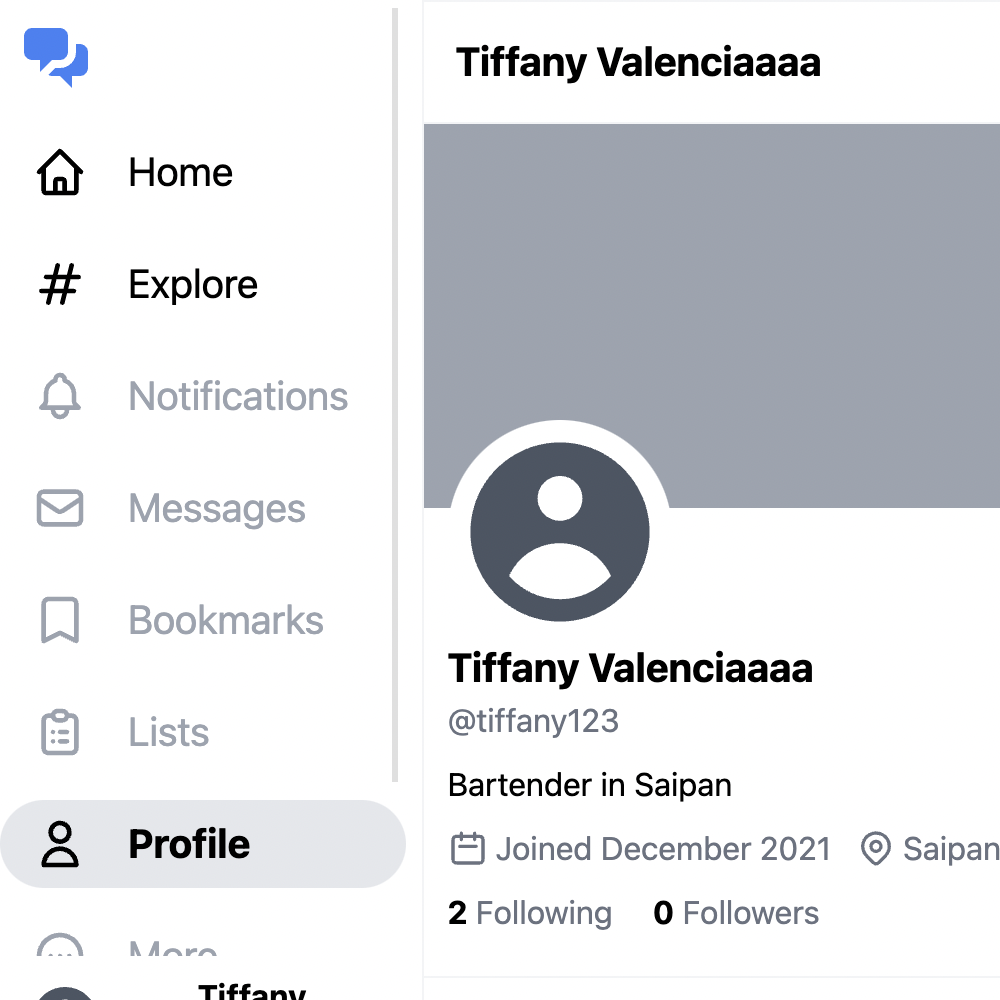 Home
Explore
Notifications
Messages
Bookmarks
Lists
Profile
More
Tiffany
Tiffany Valenciaaaa
Tiffany Valenciaaaa
@tiffany123
Bartender in Saipan
Joined December 2021 Saipan
2 Following 0 Followers